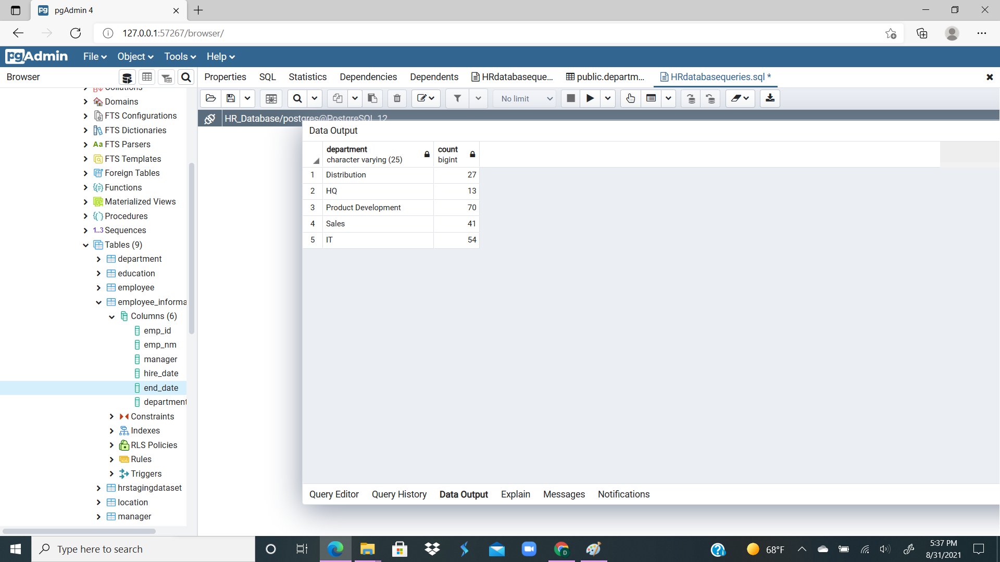 pgAdmin 4
127.0.0.1:57267/browser/
pgAdmin File Object Tools Help
Browser
Properties SQL Statistics Dependencies Dependents HRdatabaseque... public.departm... HRdatabasequeries.sql *
Collations
Domains
FTS Configurations
FTS Dictionaries
Aa FTS Parsers
FTS Templates
Foreign Tables
Functions
Materialized Views
Procedures
1..3 Sequences
Tables (9)
department
education
employee
employee_informa
Columns (6)
emp_id
emp_nm
manager
hire_date
end_date
department
Constraints
Indexes
RLS Policies
Rules
Triggers
hrstagingdataset
location
manager
No limit
HR_Database/postgres@PostgreSQL 12
Data Output
department count
character varying (25) bigint
1 Distribution 27
2 HQ 13
3 Product Development 70
4 Sales 41
5 IT 54
Query Editor Query History Data Output Explain Messages Notifications
Type here to search
68°F
5:37 PM
8/31/2021